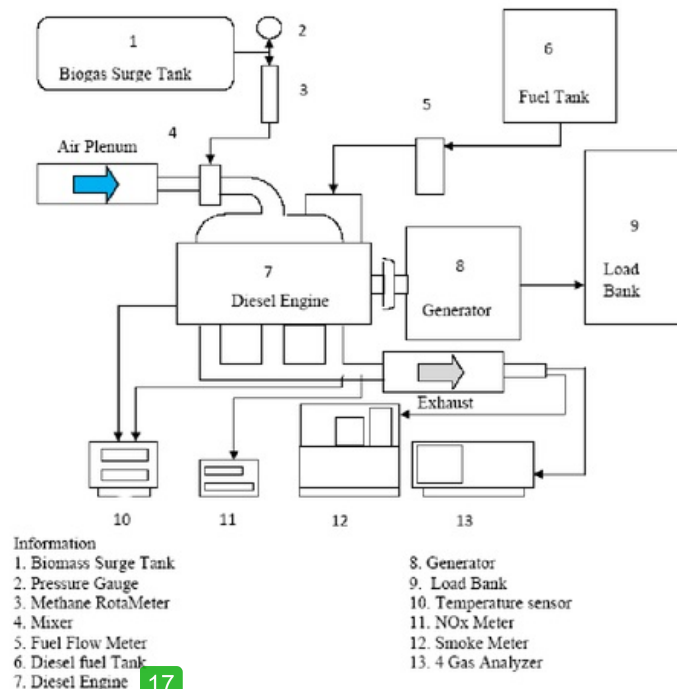 1
Biogas Surge Tank
2
3
4
Air Plenum
5
6
Fuel Tank
7
Diesel Engine
8
Generator
9
Load
Bank
Exhaust
10
11
12
13
Information
1. Biomass Surge Tank
2. Pressure Gauge
3. Methane RotaMeter
4. Mixer
5. Fuel Flow Meter
6. Diesel fuel Tank
7. Diesel Engine
17
8. Generator
9. Load Bank
10. Temperature sensor
11. NOx Meter
12. Smoke Meter
13. 4 Gas Analyzer